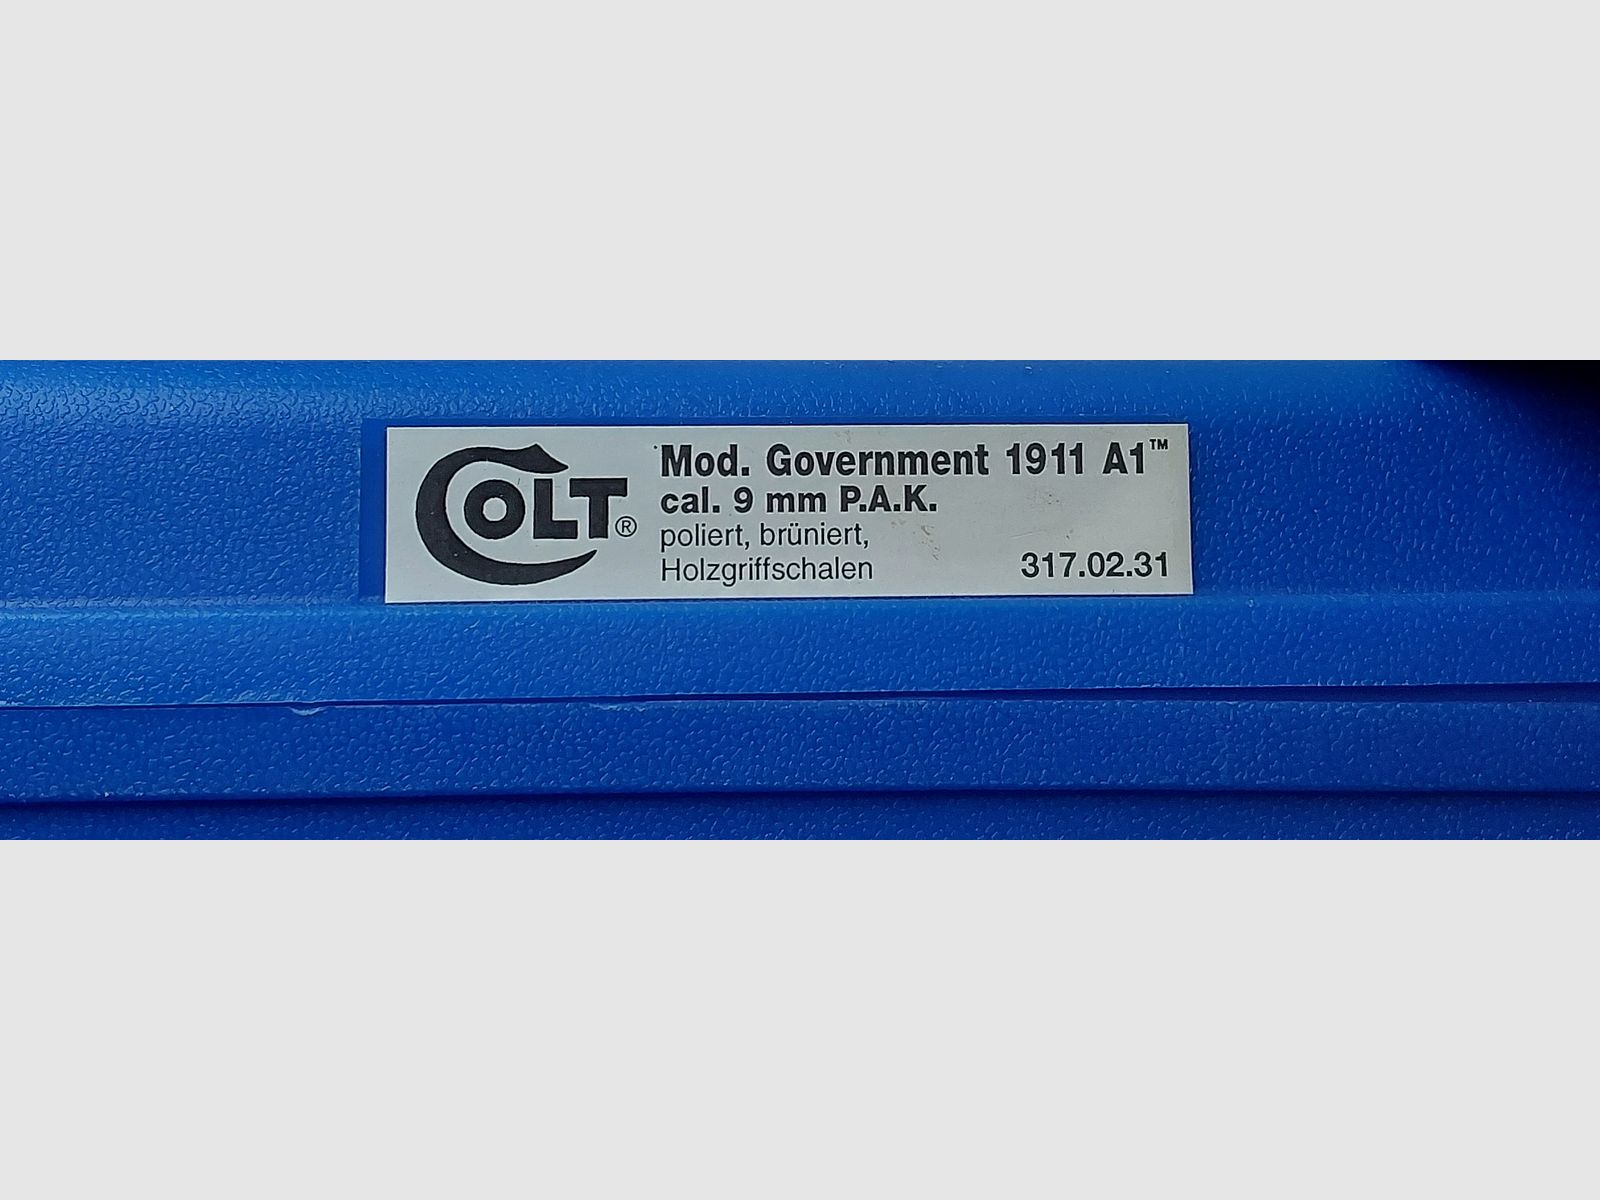 COLT®
Mod. Government 1911 A1™
cal. 9 mm P.A.K.
poliert, brüniert,
Holzgriffschalen
317.02.31